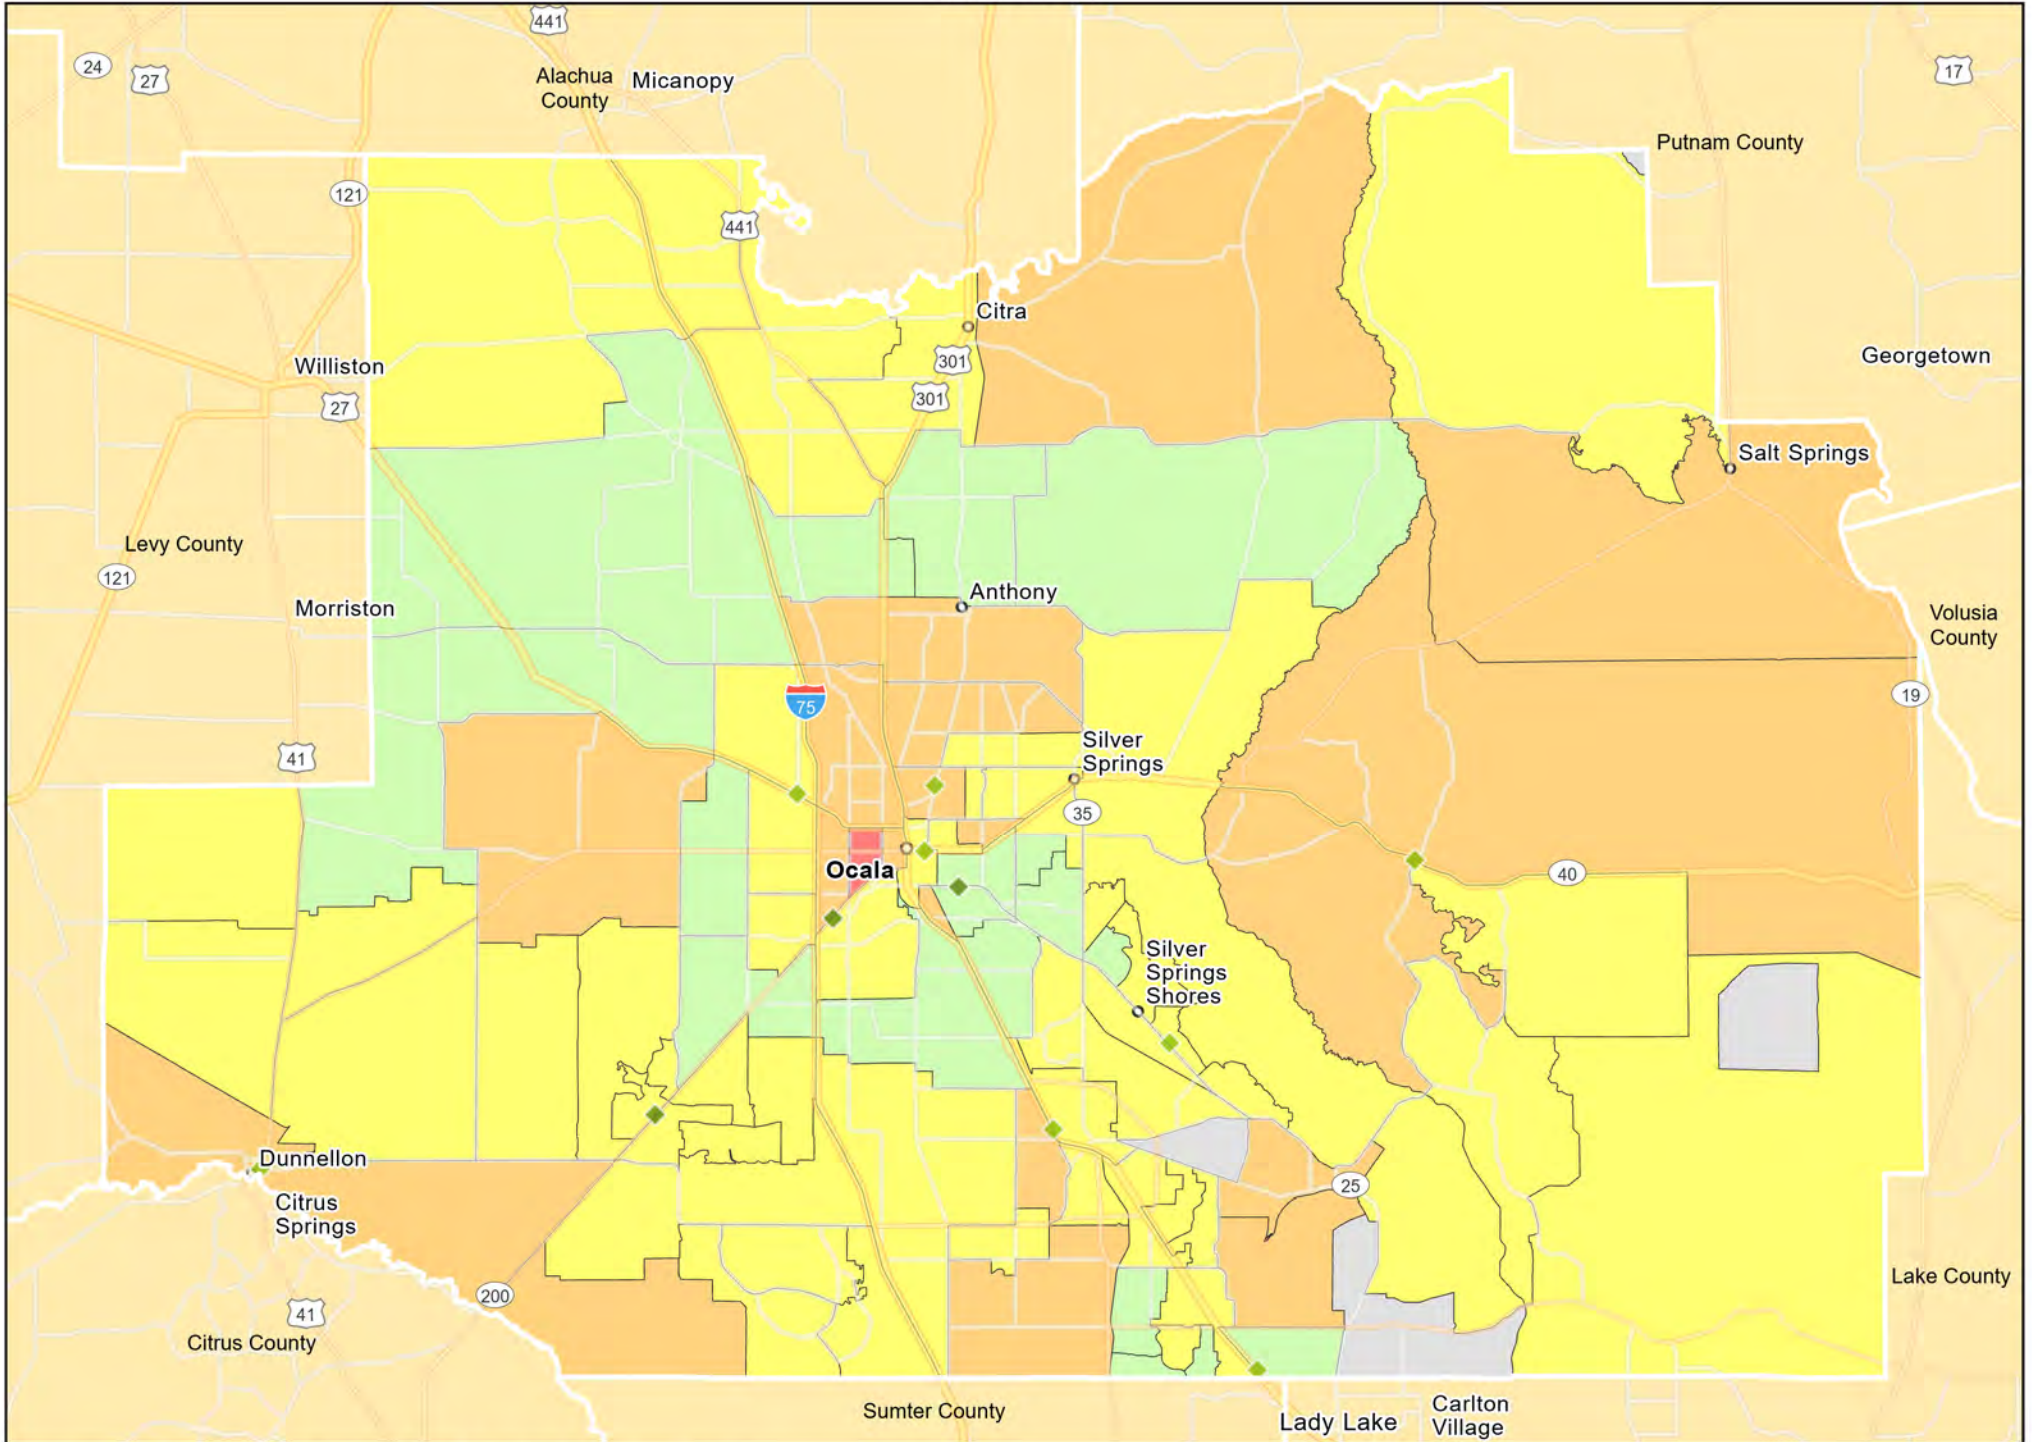 441
24
27
Alachua
County
Micanopy
17
Putnam County
121
441
Citra
301
Williston
Georgetown
27
301
Salt Springs
Levy County
121
Anthony
Morriston
Volusia
County
19
75
41
Silver
Springs
35
Ocala
40
Silver
Springs
Shores
Dunnellon
25
Citrus
Springs
200
Lake County
41
Citrus County
Sumter County
Lady Lake
Carlton
Village